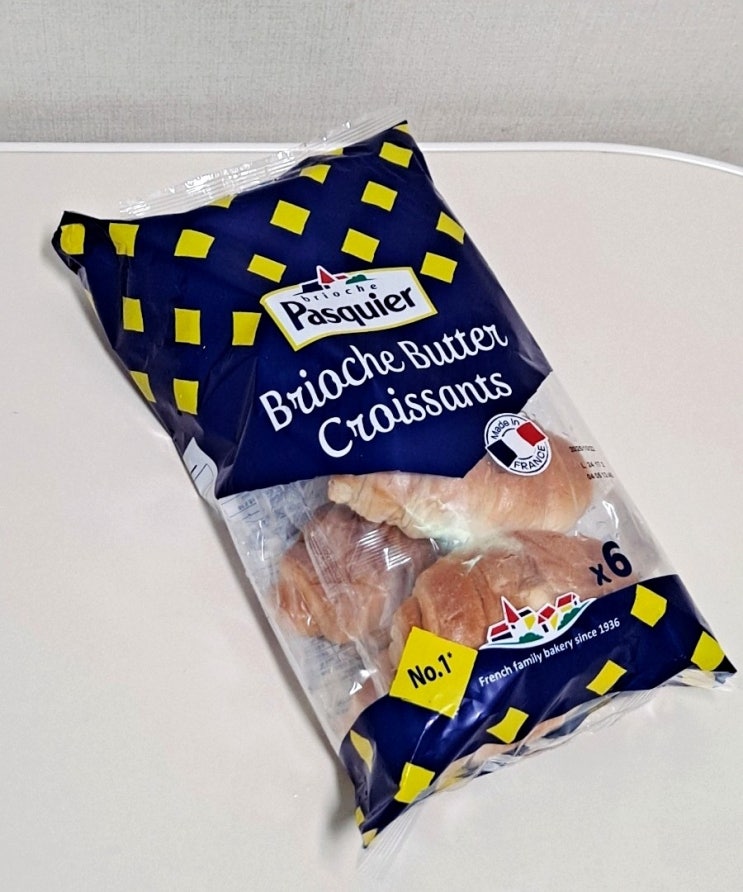 brioche
Pasquier
Brioche Butter
Croissants
Made in
FRANCE
x6
No.1*
French family bakery since 1936